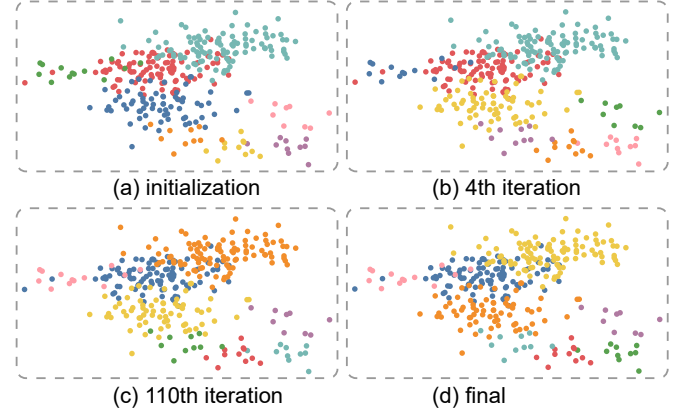 (a) initialization
(b) 4th iteration
(c) 110th iteration
(d) final